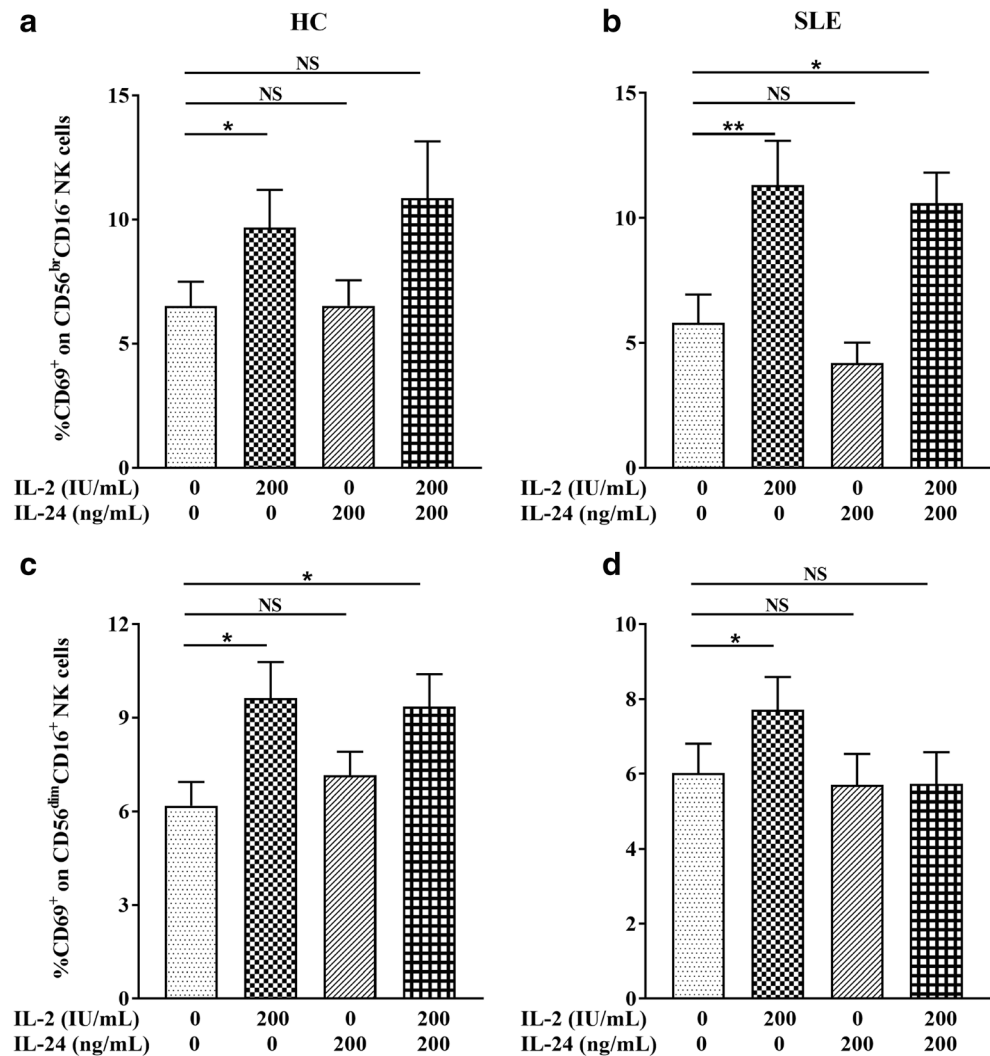 a
HC
NS
NS
*
15
10
5
0
%CD69⁺ on CD56ᵇʳCD16⁻ NK cells
IL-2 (IU/mL) 0 200 0 200
IL-24 (ng/mL) 0 0 200 200
b
SLE
*
NS
**
15
10
5
0
IL-2 (IU/mL) 0 200 0 200
IL-24 (ng/mL) 0 0 200 200
c
*
NS
*
12
9
6
3
0
%CD69⁺ on CD56ᵈⁱᵐCD16⁺ NK cells
IL-2 (IU/mL) 0 200 0 200
IL-24 (ng/mL) 0 0 200 200
d
NS
NS
*
10
8
6
4
2
0
IL-2 (IU/mL) 0 200 0 200
IL-24 (ng/mL) 0 0 200 200